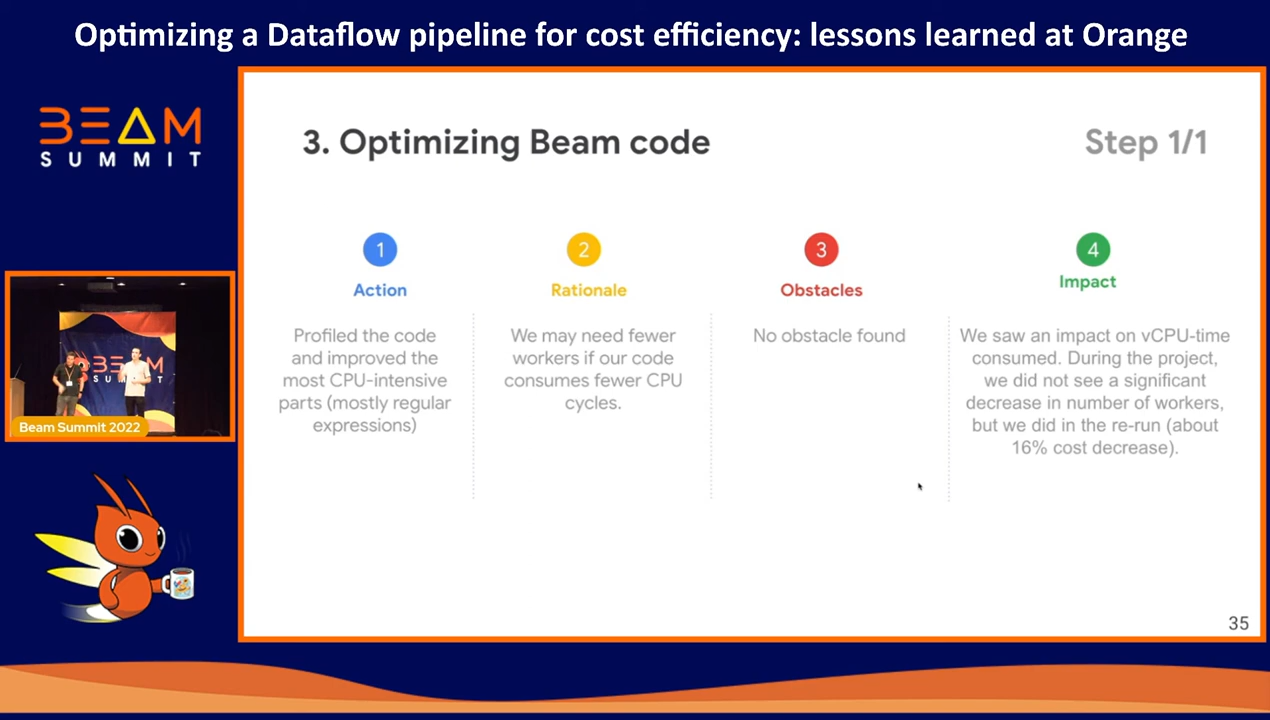 Optimizing a Dataflow pipeline for cost efficiency: lessons learned at Orange
BEAM
SUMMIT
3. Optimizing Beam code
Step 1/1
1
Action
Profiled the code
and improved the
most CPU-intensive
parts (mostly regular
expressions)
2
Rationale
We may need fewer
workers if our code
consumes fewer CPU
cycles.
3
Obstacles
No obstacle found
4
Impact
We saw an impact on vCPU-time
consumed. During the project,
we did not see a significant
decrease in number of workers,
but we did in the re-run (about
16% cost decrease).
BEAM
SUMMIT
Beam Summit 2022
35